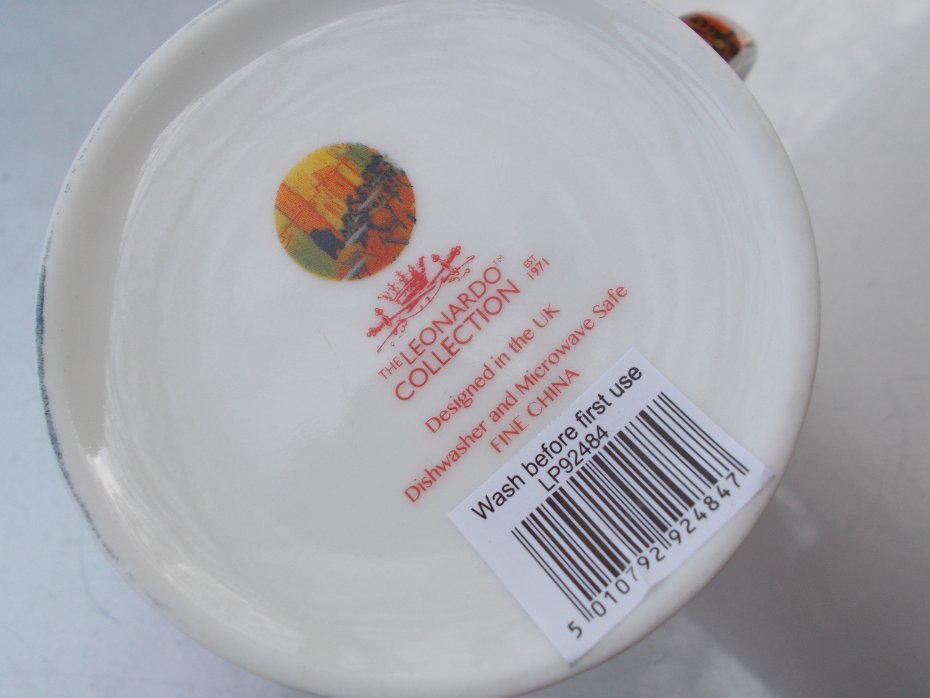 THE LEONARDO™ EST.
COLLECTION 1971
Designed in the UK
Dishwasher and Microwave Safe
FINE CHINA
Wash before first use
LP92484
5 010792 924847